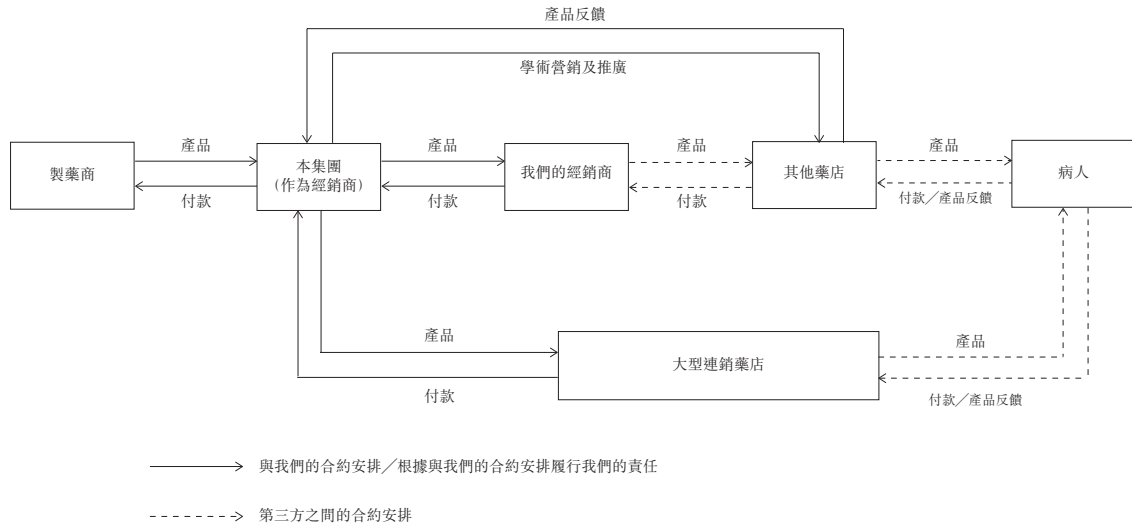 產品反饋
學術營銷及推廣
產品
產品
產品
產品
製藥商
本集團
(作為經銷商)
我們的經銷商
其他藥店
病人
付款
付款
付款
付款／產品反饋
產品
大型連銷藥店
產品
付款
付款／產品反饋
與我們的合約安排／根據與我們的合約安排履行我們的責任
第三方之間的合約安排